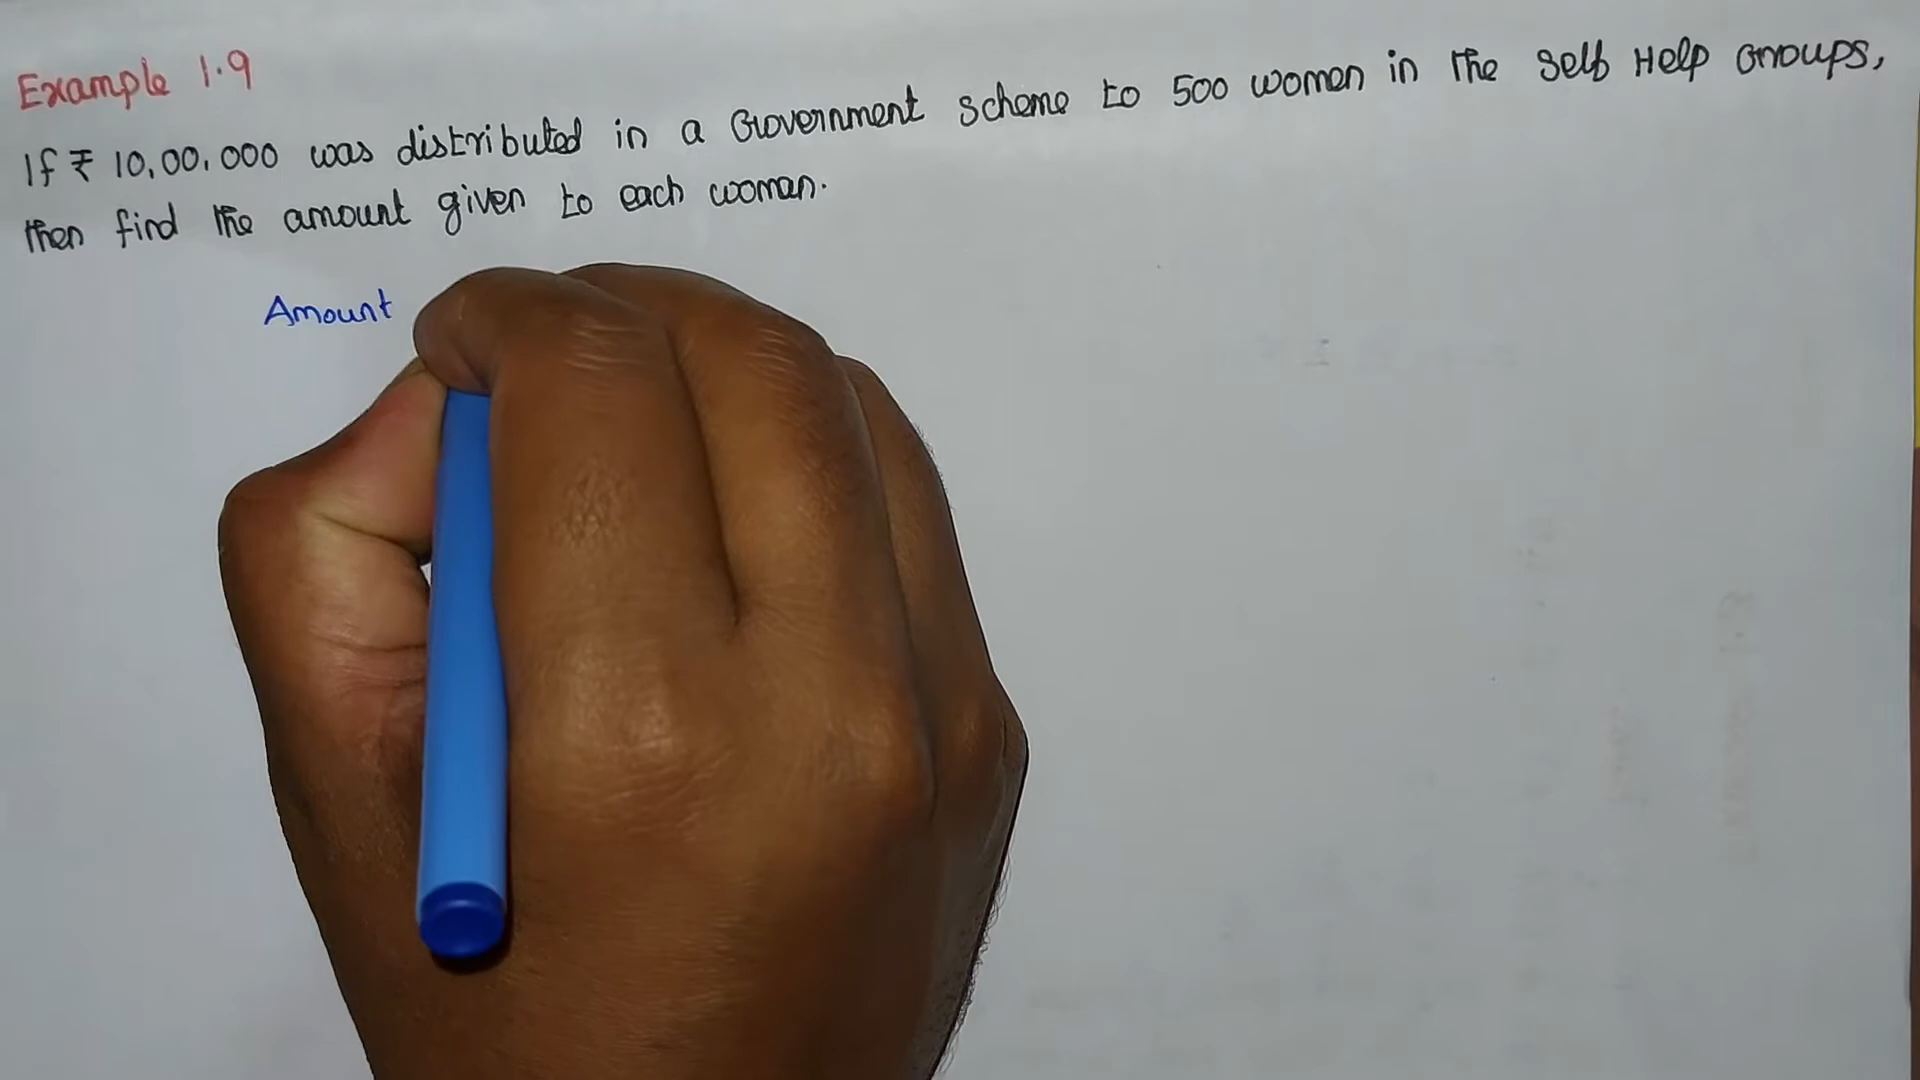 Example 1.9
If ₹ 10,00,000 was distributed in a Government scheme to 500 women in the Self Help Groups,
then find the amount given to each woman.
Amount